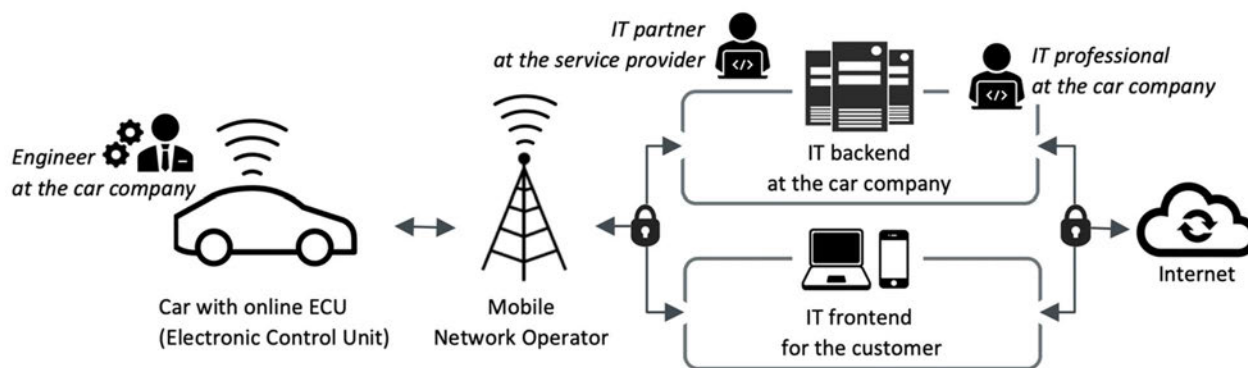 IT partner
at the service provider
</>
</>
IT professional
at the car company
Engineer
at the car company
IT backend
at the car company
Car with online ECU
(Electronic Control Unit)
Mobile
Network Operator
IT frontend
for the customer
Internet